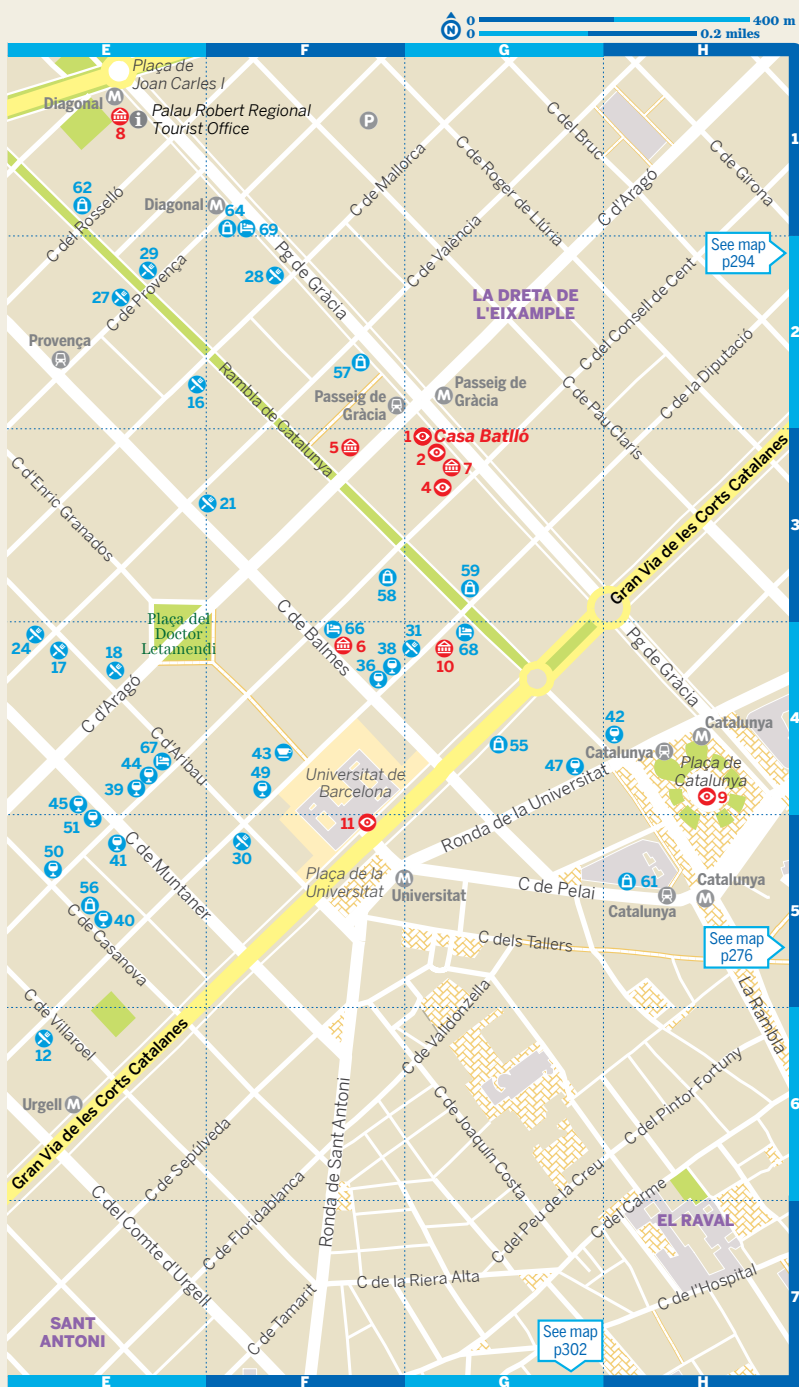 N
0 400 m
0 0.2 miles
E F G H
Plaça de
Joan Carles I
Diagonal M
8
i
Palau Robert Regional
Tourist Office
P
1
C del Bruc
C de Girona
C de Mallorca
C de Roger de Llúria
C d'Aragó
62
C del Rosselló
Diagonal M
64
69
See map
p294
29
Pg de Gràcia
C de València
27
C de Provença
28
LA DRETA DE
L'EIXAMPLE
C del Consell de Cent
2
Provença
C de la Diputació
57
Rambla de Catalunya
16
Passeig de
Gràcia
M
Passeig de
Gràcia
C de Pau Claris
1 Casa Batlló
5
2
7
4
C d'Enric Granados
21
3
Gran Via de les Corts Catalanes
58
59
Plaça del
Doctor
Letamendi
C de Balmes
66
6
38
36
31
10
68
24
17
18
Pg de Gràcia
C d'Aragó
4
42
Catalunya
M
Catalunya
C d'Aribau
67
44
43
55
47
Plaça de
Catalunya
9
39
49
Universitat de
Barcelona
45
51
11
Ronda de la Universitat
50
41
30
C de Muntaner
Plaça de la
Universitat
M
Universitat
C de Pelai
61
Catalunya
Catalunya
M
56
40
5
C de Casanova
C dels Tallers
See map
p276
C de Villaroel
La Rambla
12
C de Valldonzella
Urgell M
C de Joaquín Costa
C del Pintor Fortuny
6
Gran Via de les Corts Catalanes
C de Sepúlveda
Ronda de Sant Antoni
C del Peu de la Creu
C del Carme
EL RAVAL
C del Comte d'Urgell
C de Floridablanca
C de la Riera Alta
C de l'Hospital
7
SANT
ANTONI
C de Tamarit
See map
p302
E F G H